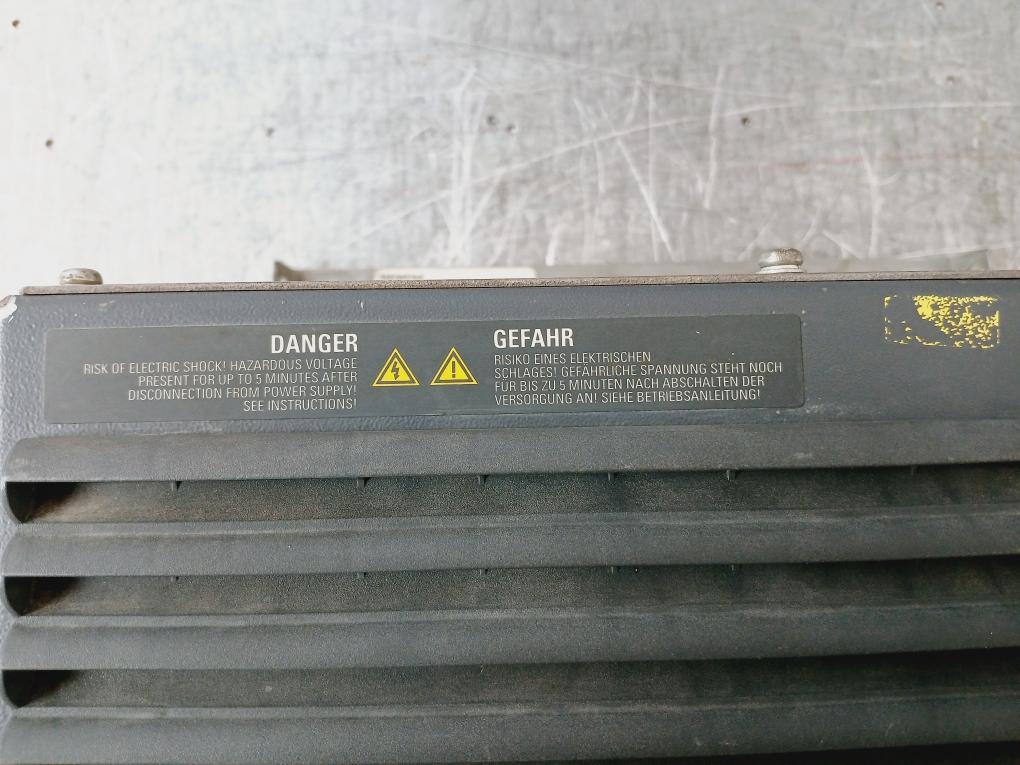 DANGER
RISK OF ELECTRIC SHOCK! HAZARDOUS VOLTAGE
PRESENT FOR UP TO 5 MINUTES AFTER
DISCONNECTION FROM POWER SUPPLY!
SEE INSTRUCTIONS!
GEFAHR
RISIKO EINES ELEKTRISCHEN
SCHLAGES! GEFÄHRLICHE SPANNUNG STEHT NOCH
FÜR BIS ZU 5 MINUTEN NACH ABSCHALTEN DER
VERSORGUNG AN! SIEHE BETRIEBSANLEITUNG!